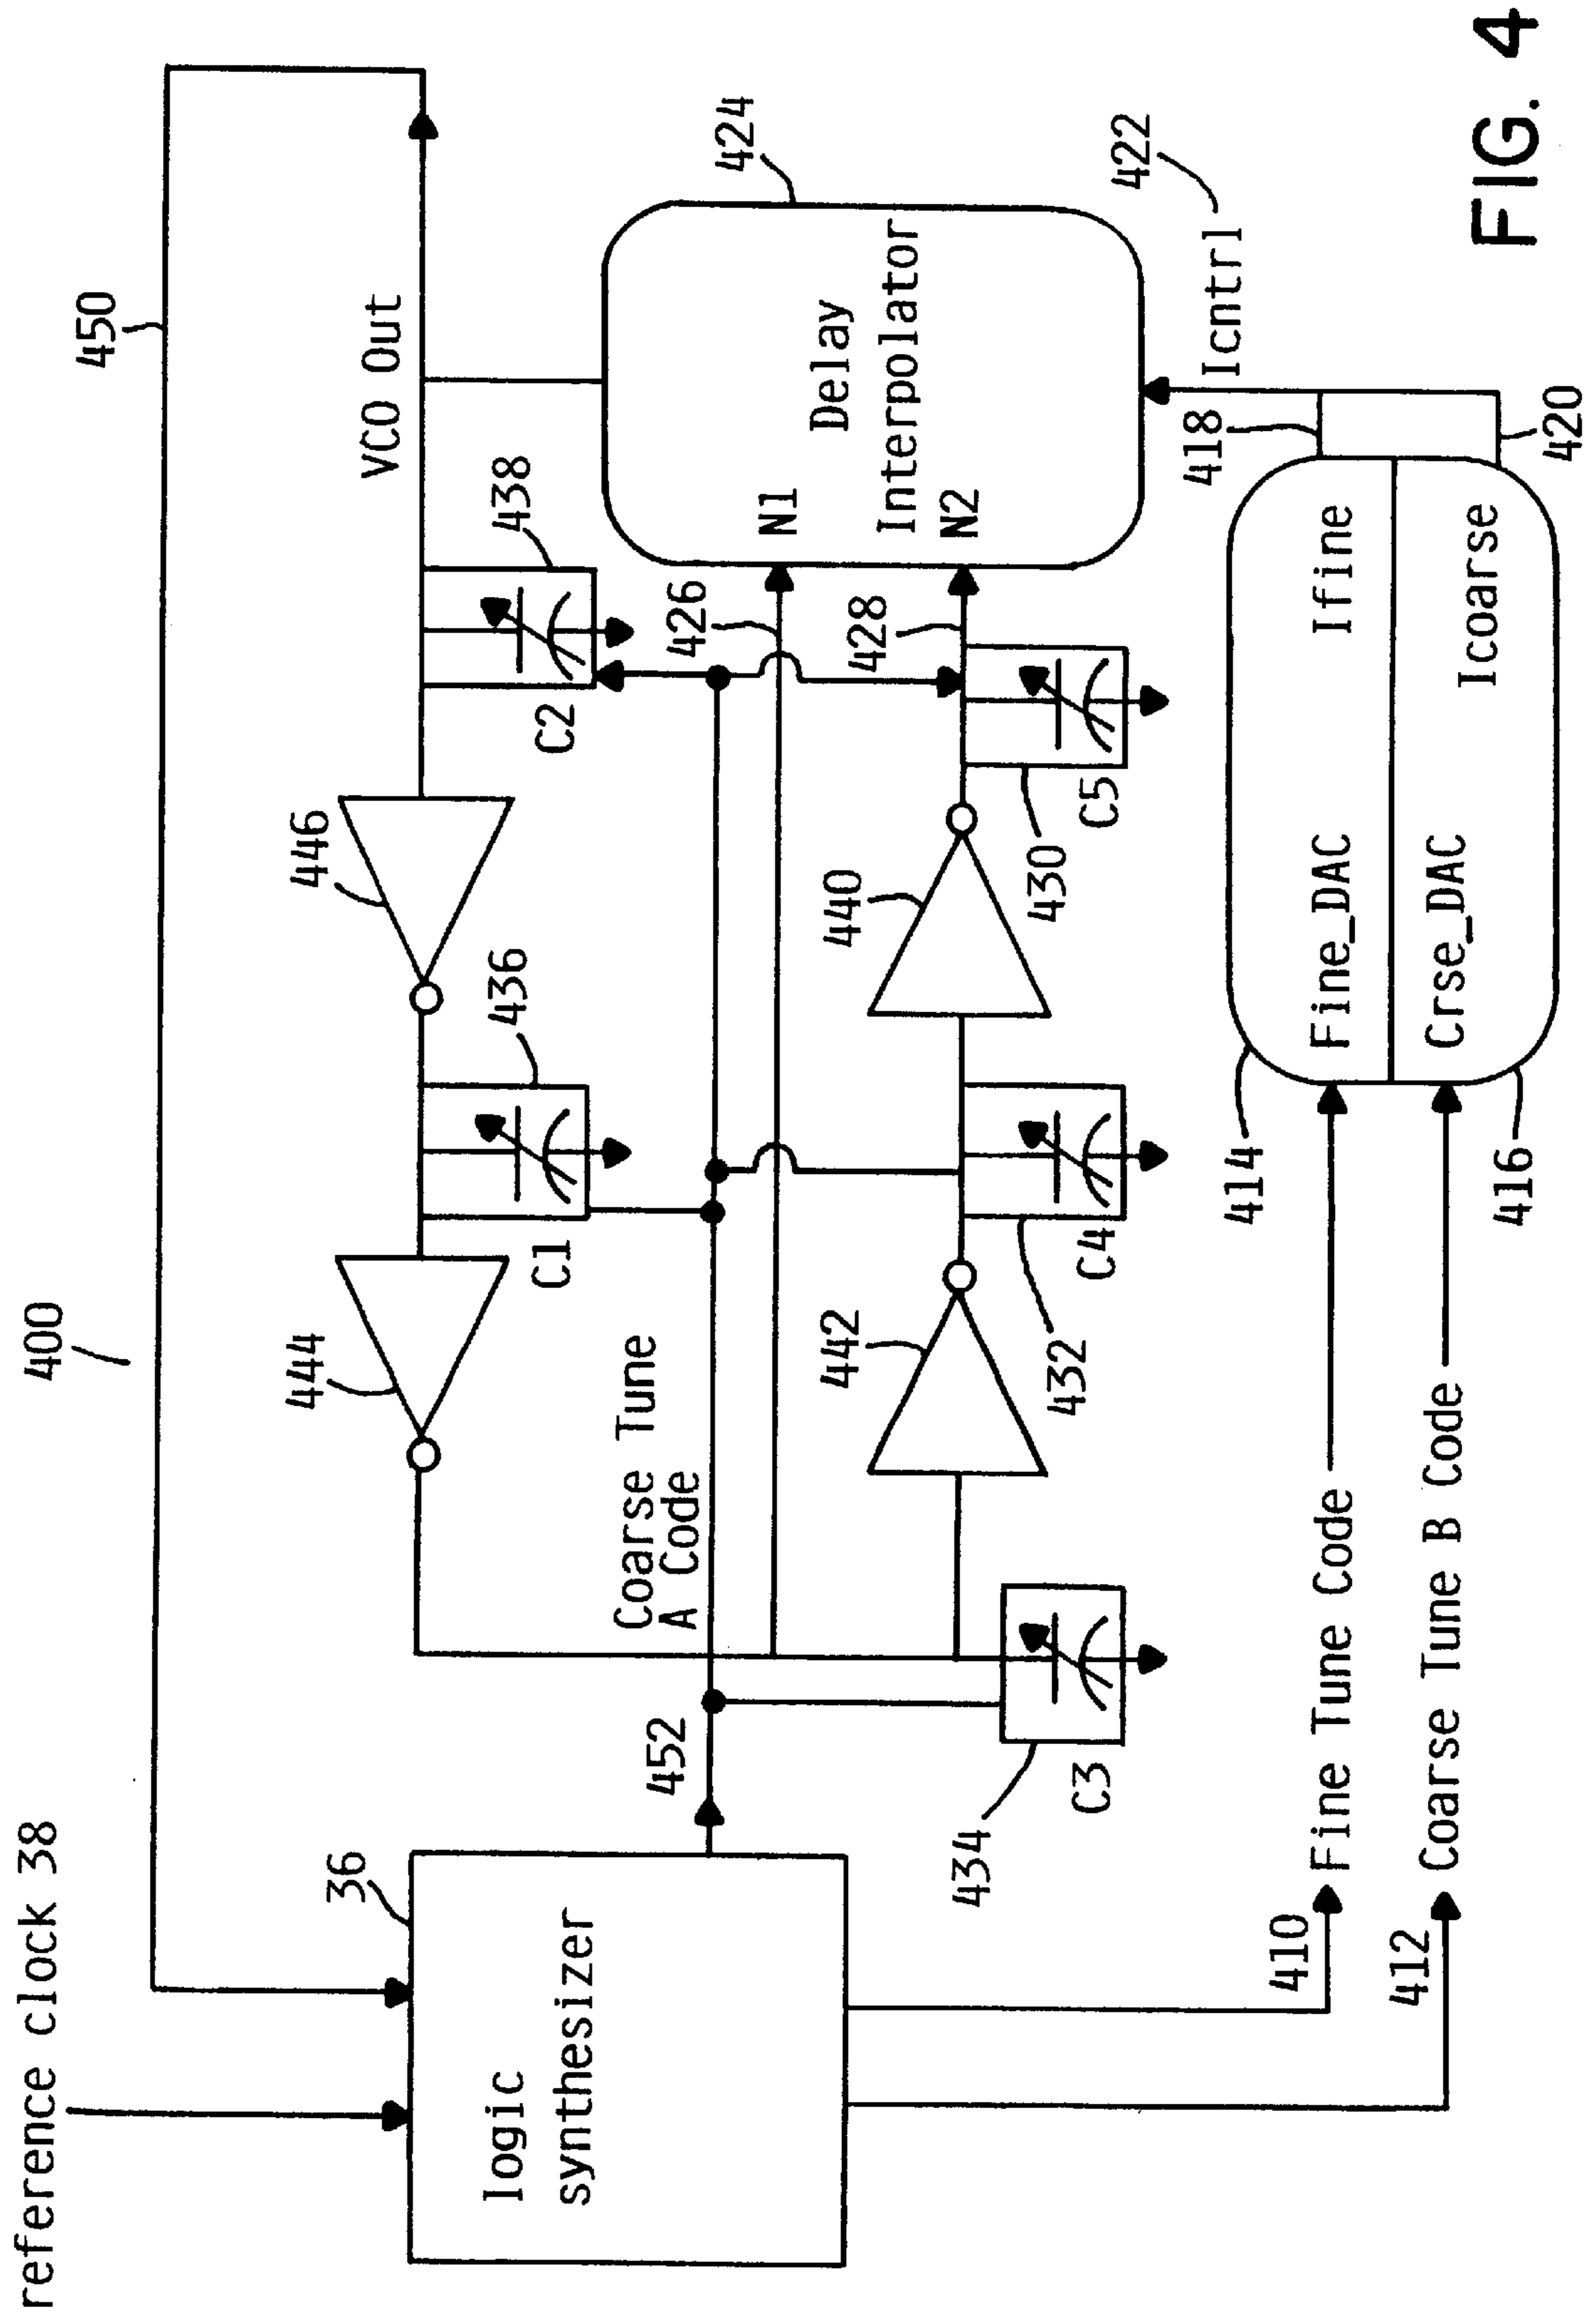 400
reference clock 38
450
36
logic
synthesizer
452
Coarse Tune
A Code
444
C1
436
446
C2
438
VCO Out
424
426
N1
Delay
Interpolator
N2
428
434
C3
442
432
C4
440
430
C5
422
Icntrl
410
Fine Tune Code
412
Coarse Tune B Code
414
Fine_DAC
Ifine
418
416
Crse_DAC
Icoarse
420
FIG. 4